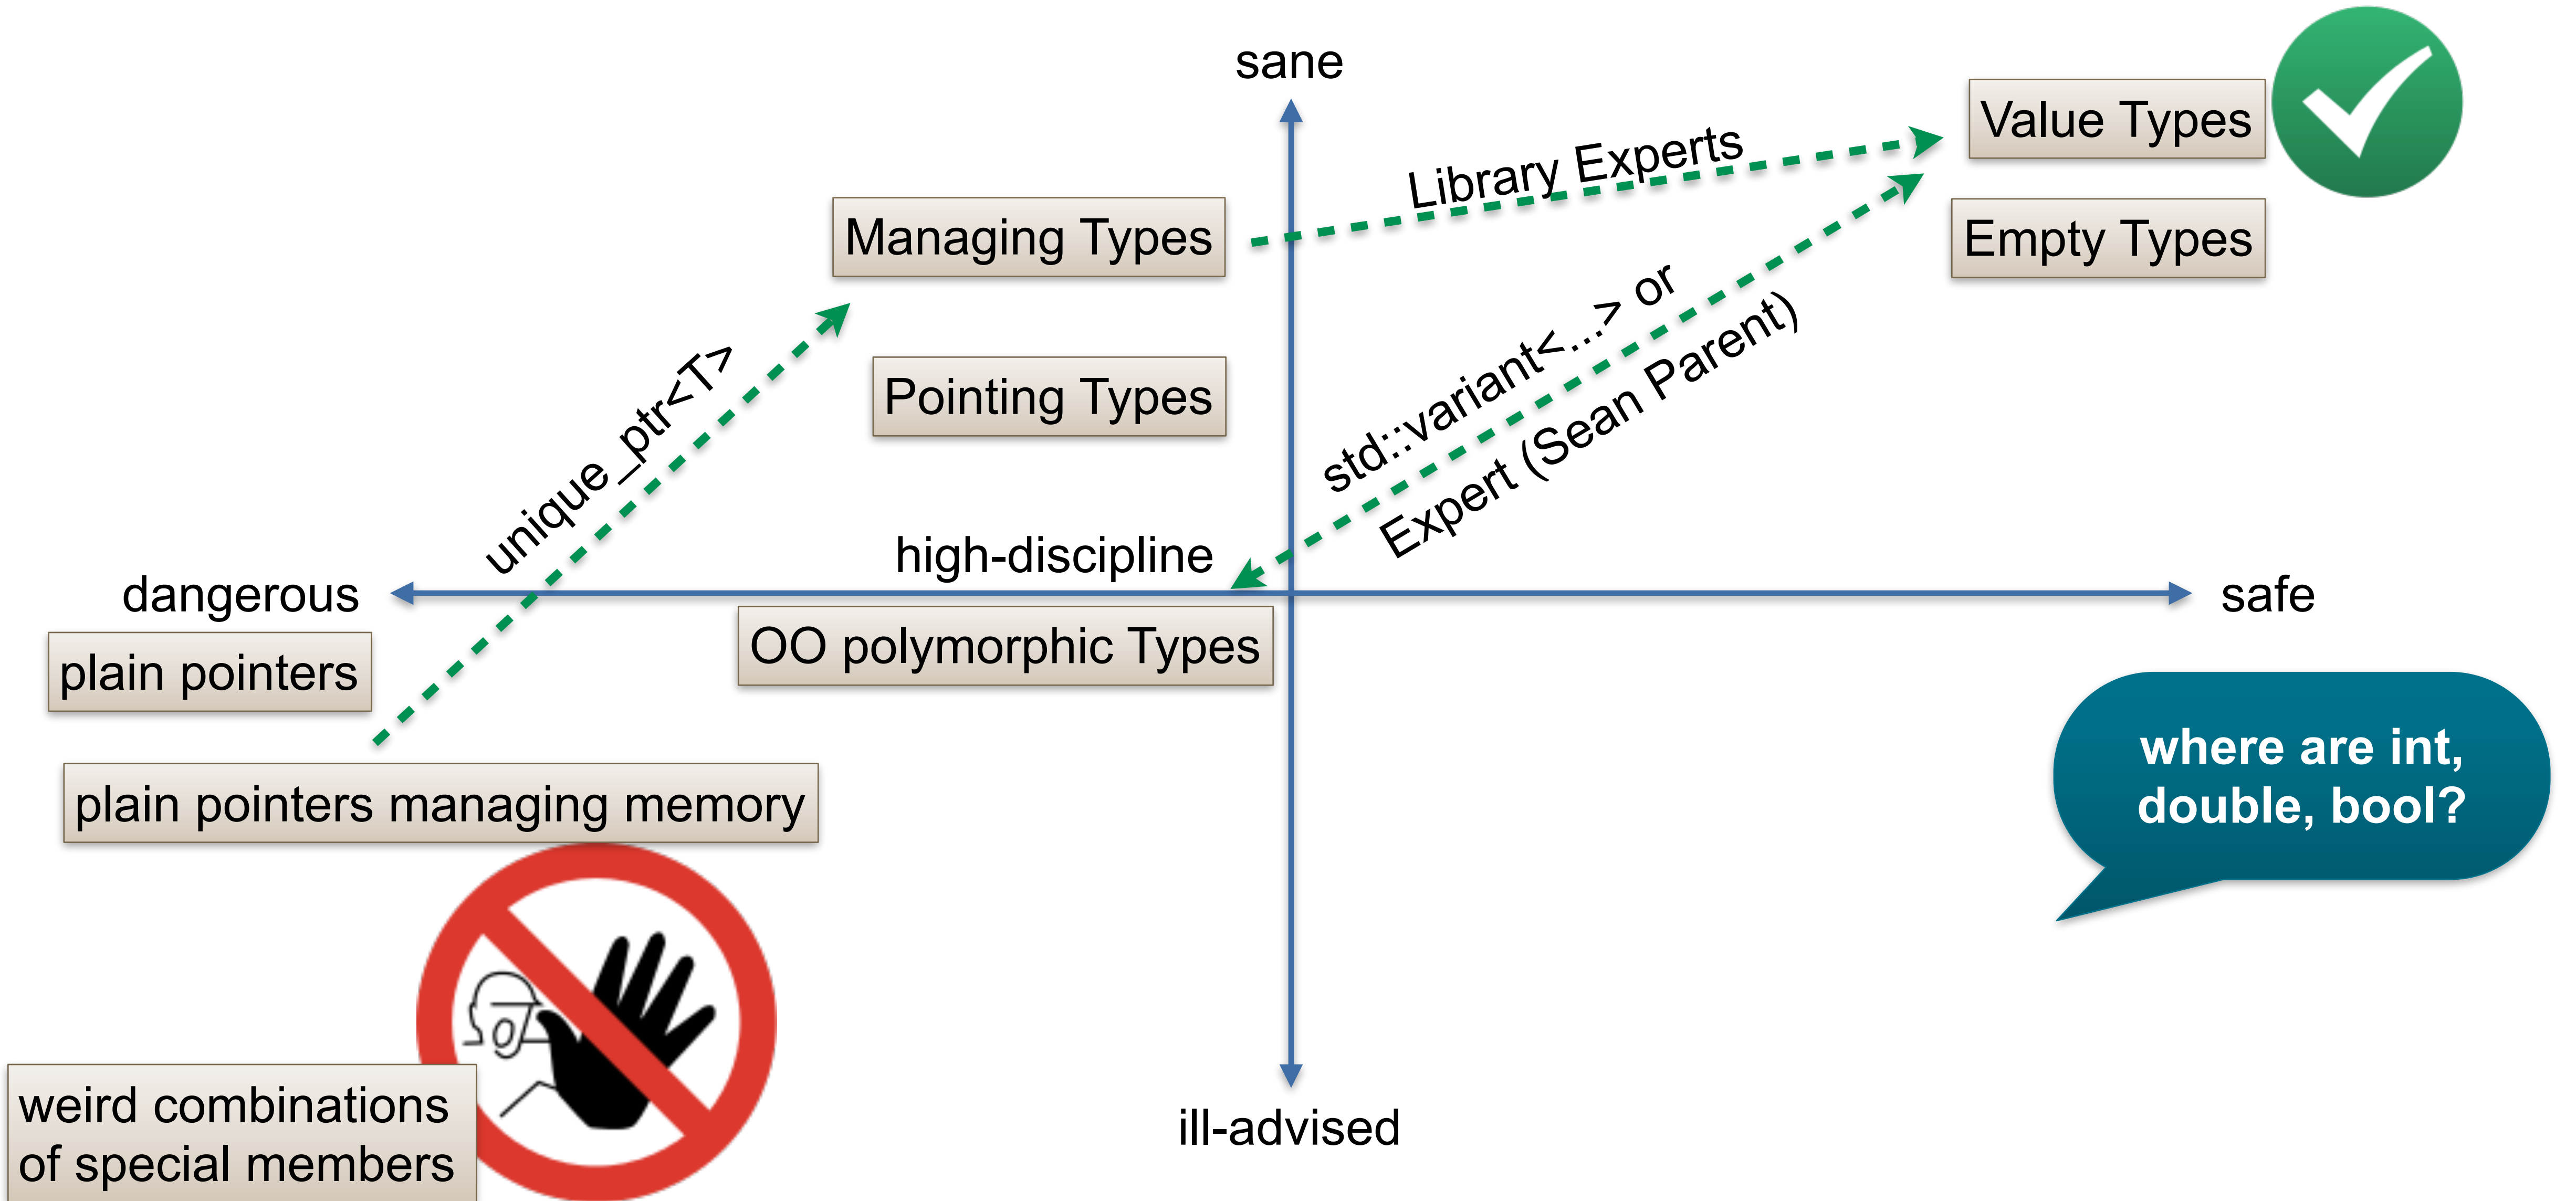 sane
Value Types
Library Experts
Managing Types
Empty Types
std::variant<...> or
Expert (Sean Parent)
unique_ptr<T>
Pointing Types
high-discipline
dangerous
safe
OO polymorphic Types
plain pointers
where are int,
double, bool?
plain pointers managing memory
weird combinations
of special members
ill-advised